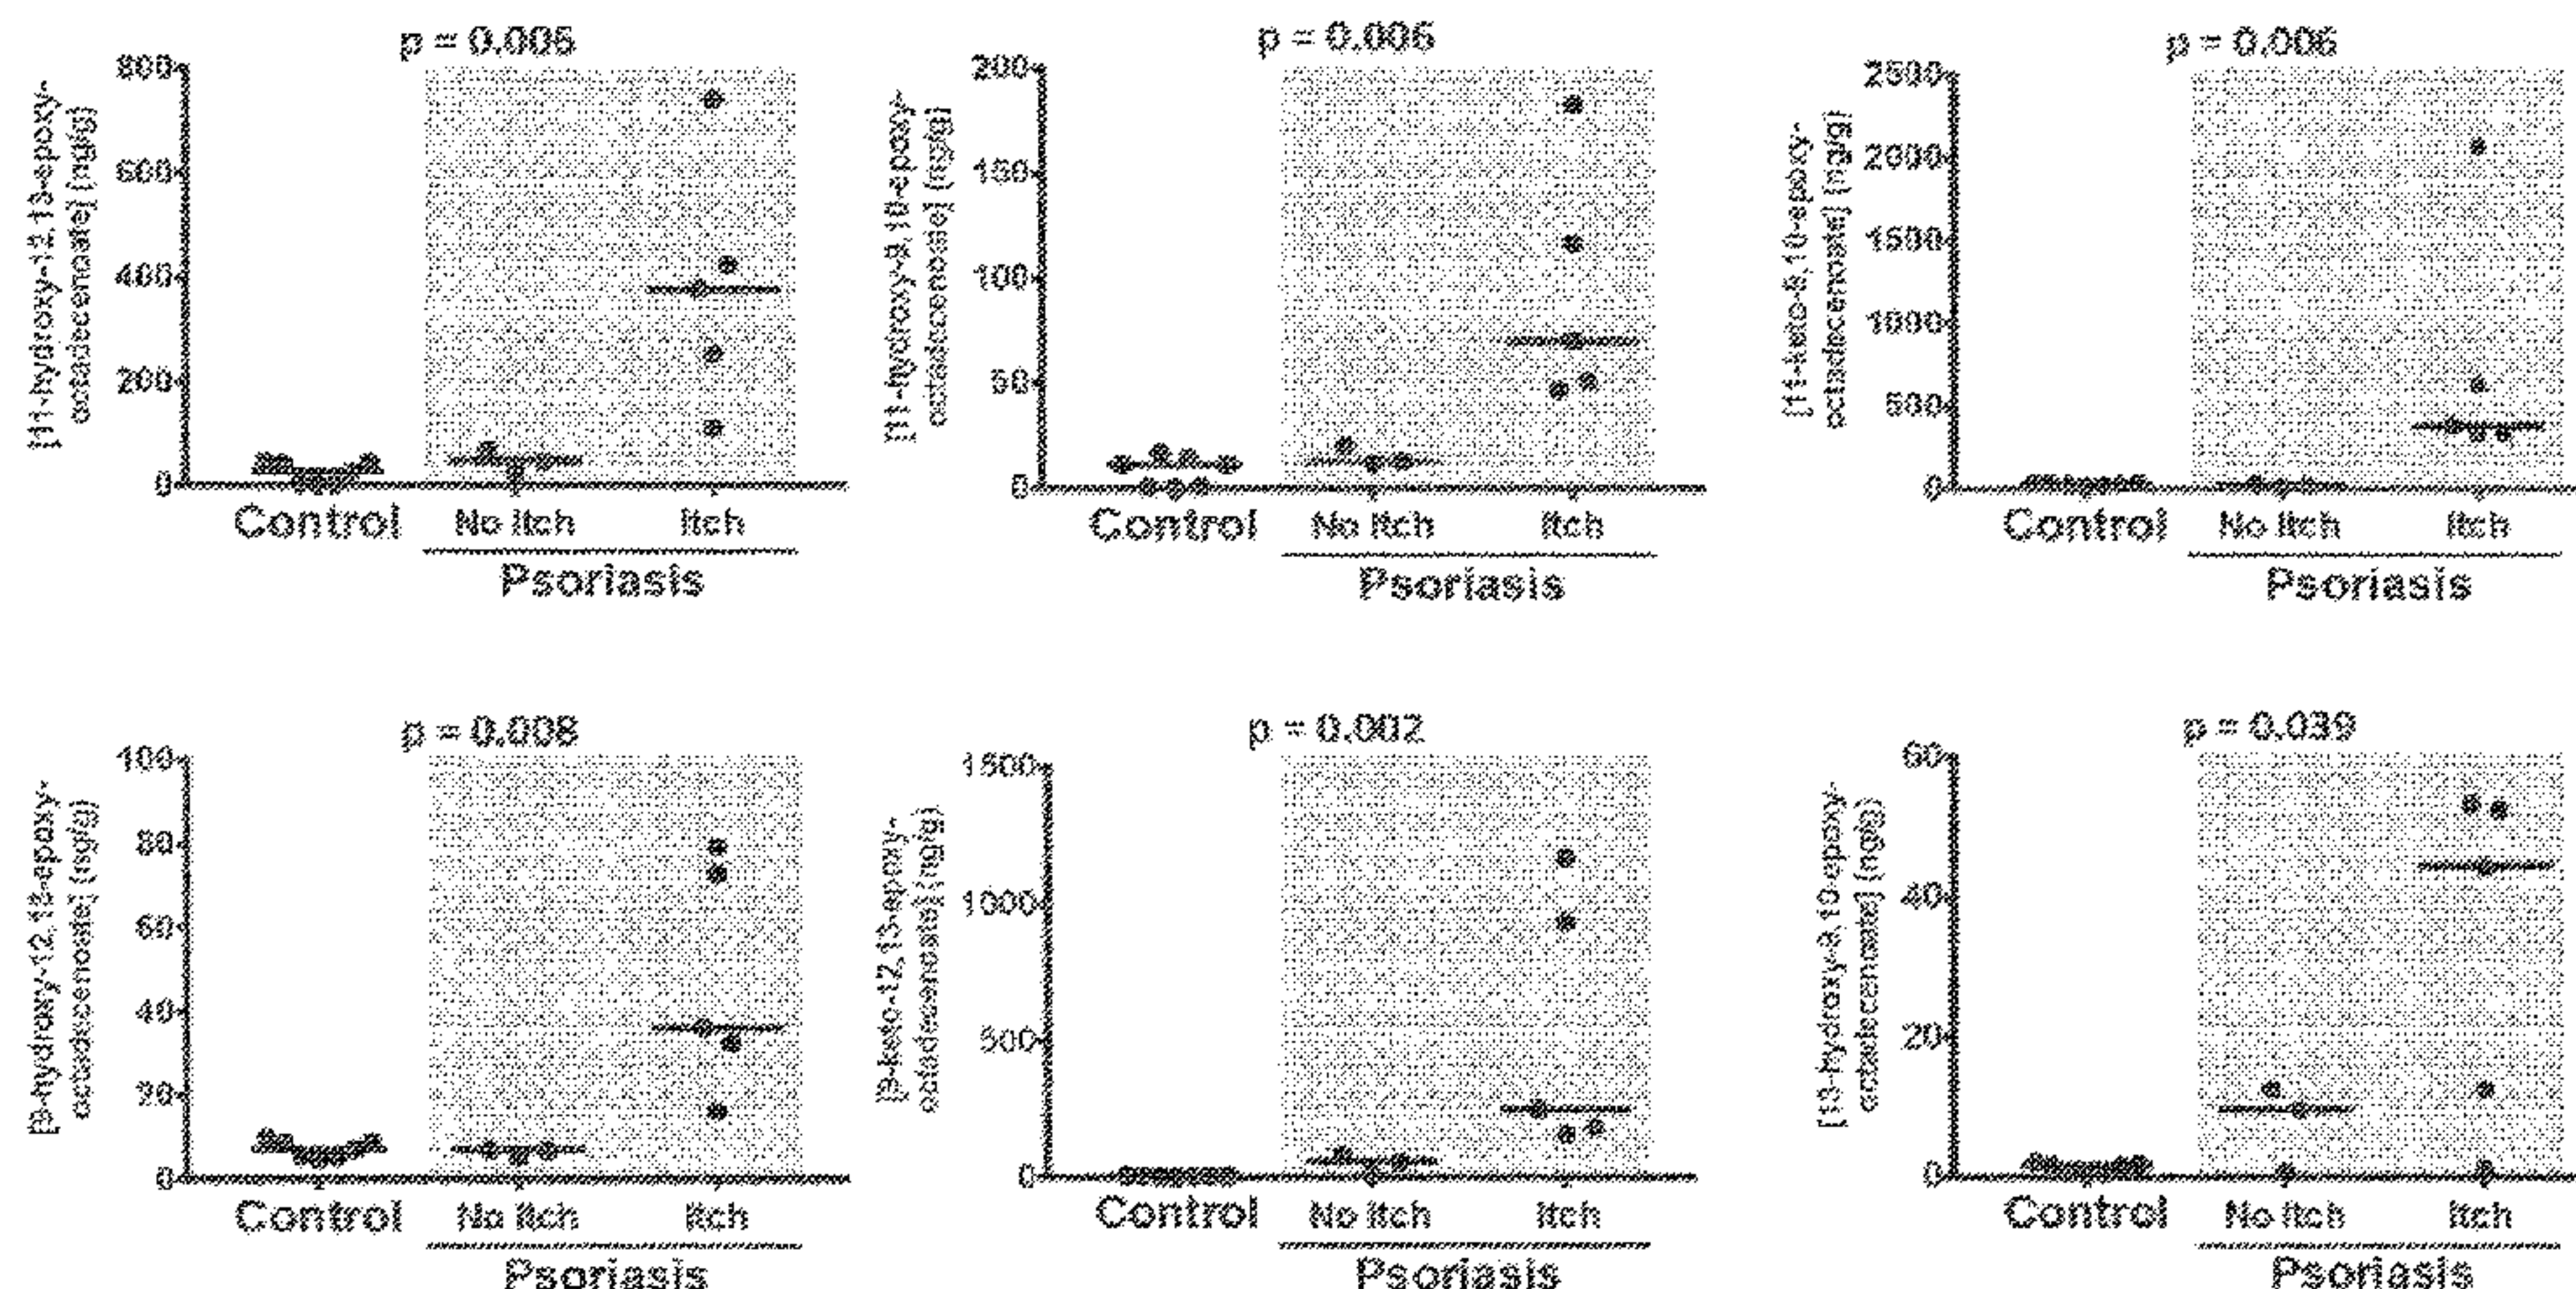 p = 0.005
[11-hydroxy-12,13-epoxy-
octadecenoate] (ng/g)
800
600
400
200
0
Control
No Itch
Itch
Psoriasis
p = 0.006
[11-hydroxy-9,10-epoxy-
octadecenoate] (ng/g)
200
150
100
50
0
Control
No Itch
Itch
Psoriasis
p = 0.006
[11-keto-9,10-epoxy-
octadecenoate] (ng/g)
2500
2000
1500
1000
500
0
Control
No Itch
Itch
Psoriasis
p = 0.008
[9-hydroxy-12,13-epoxy-
octadecenoate] (ng/g)
100
80
60
40
20
0
Control
No Itch
Itch
Psoriasis
p = 0.002
[9-keto-12,13-epoxy-
octadecenoate] (ng/g)
1500
1000
500
0
Control
No Itch
Itch
Psoriasis
p = 0.039
[13-hydroxy-9,10-epoxy-
octadecenoate] (ng/g)
60
40
20
0
Control
No Itch
Itch
Psoriasis